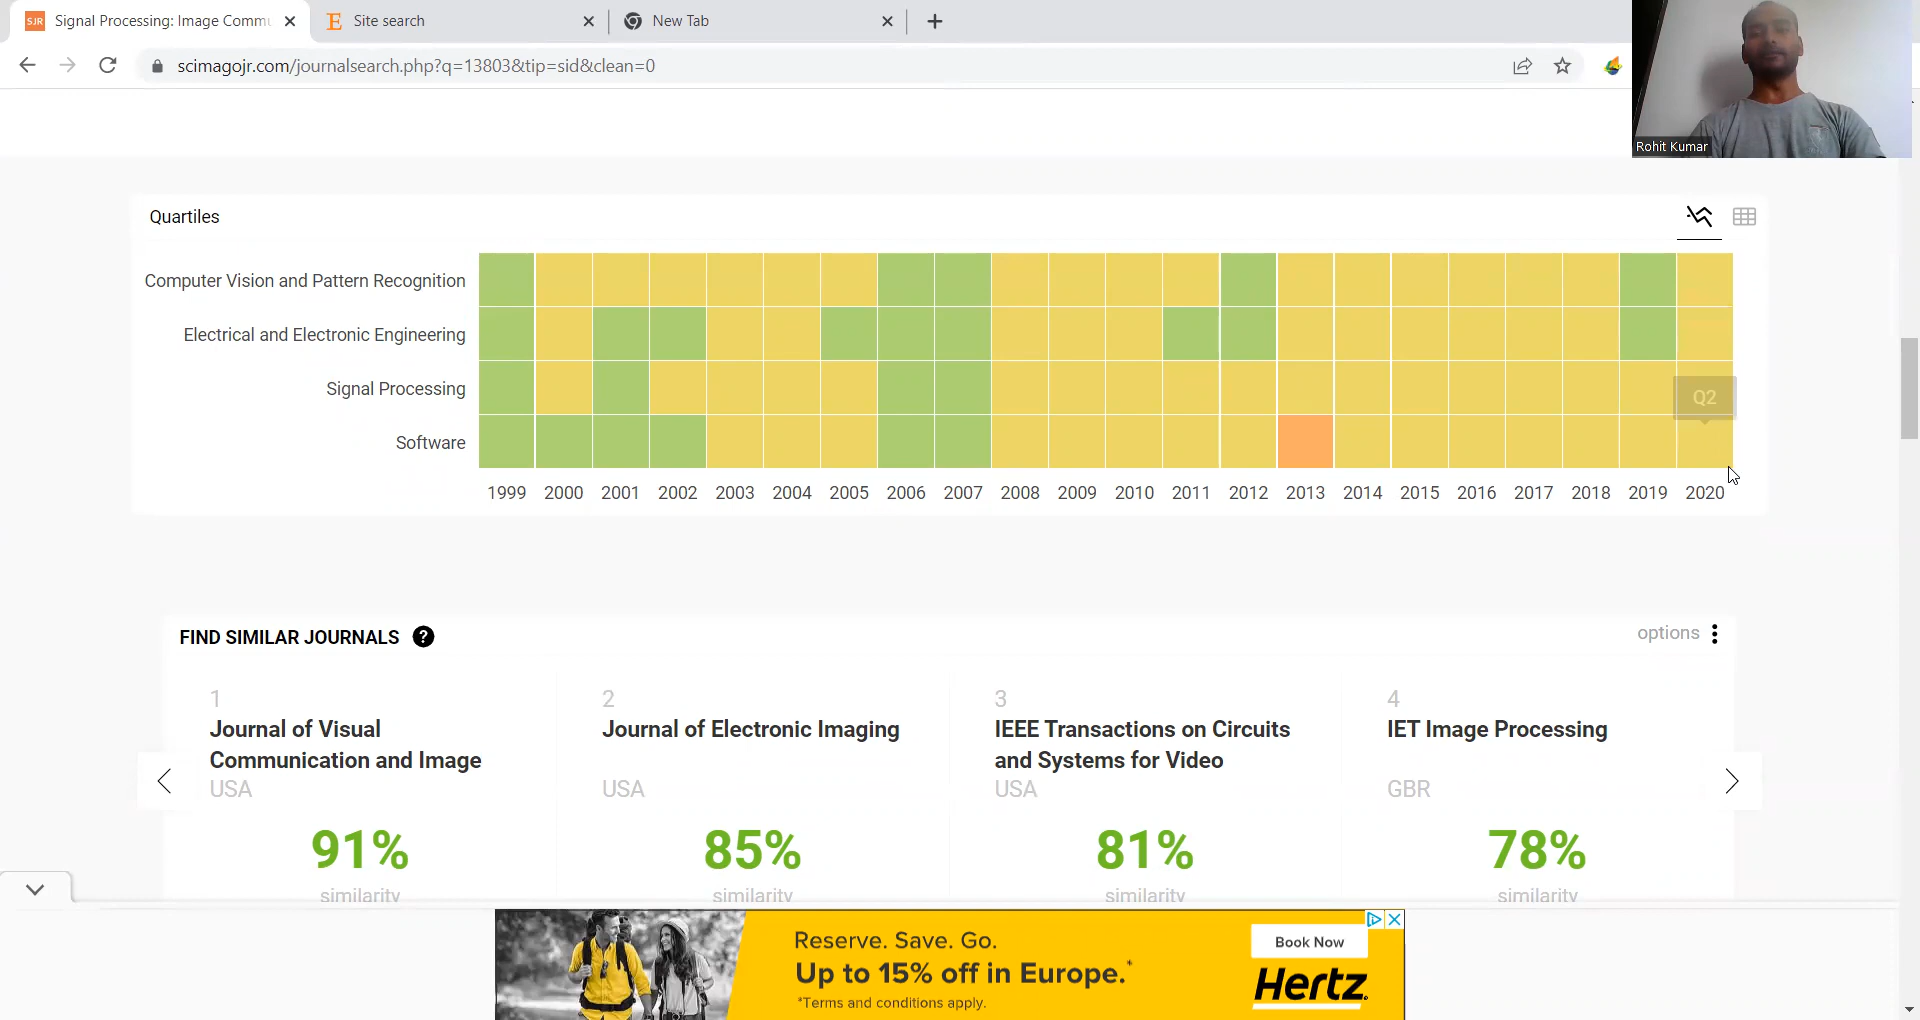 SJR Signal Processing: Image Commu
Site search
New Tab
scimagojr.com/journalsearch.php?q=13803&tip=sid&clean=0
Rohit Kumar
Quartiles
Computer Vision and Pattern Recognition
Electrical and Electronic Engineering
Signal Processing
Q2
Software
1999 2000 2001 2002 2003 2004 2005 2006 2007 2008 2009 2010 2011 2012 2013 2014 2015 2016 2017 2018 2019 2020
FIND SIMILAR JOURNALS ?
options
1
Journal of Visual
Communication and Image
USA
91%
similarity
2
Journal of Electronic Imaging
USA
85%
similarity
3
IEEE Transactions on Circuits
and Systems for Video
USA
81%
similarity
4
IET Image Processing
GBR
78%
similarity
Reserve. Save. Go.
Up to 15% off in Europe.*
*Terms and conditions apply.
Book Now
Hertz.